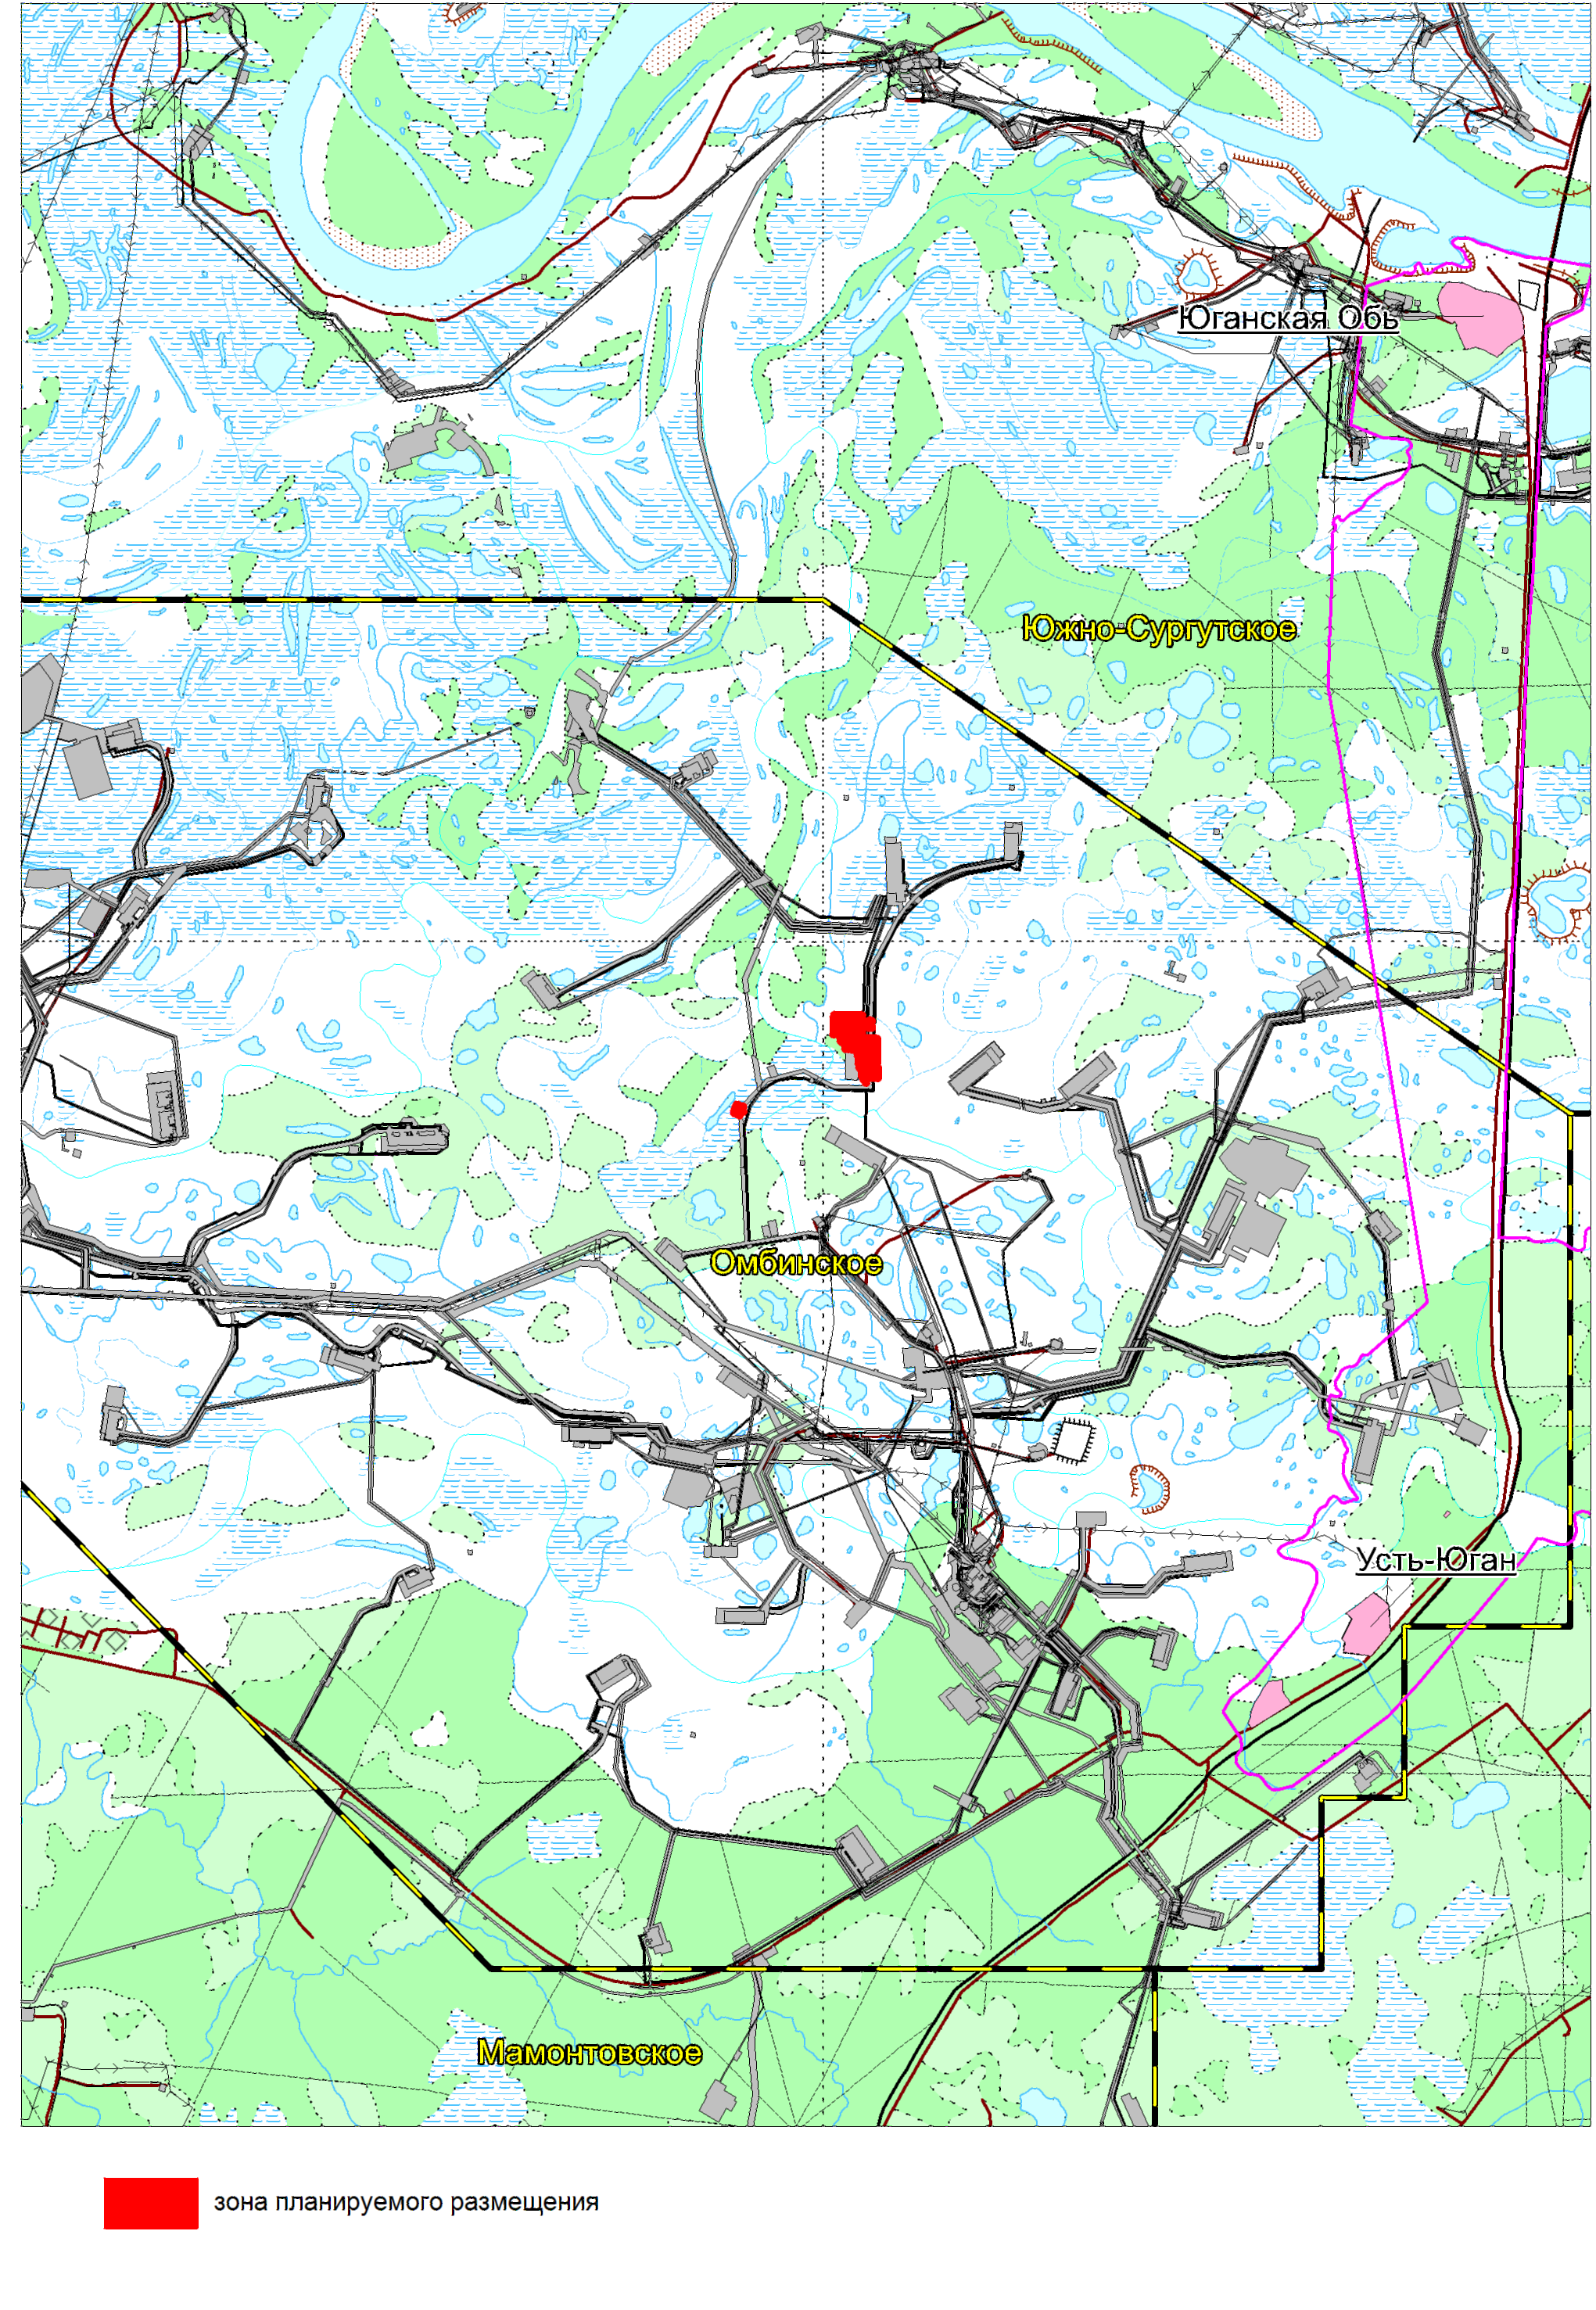 Юганская Обь
Южно-Сургутское
Омбинское
Усть-Юган
Мамонтовское
зона планируемого размещения